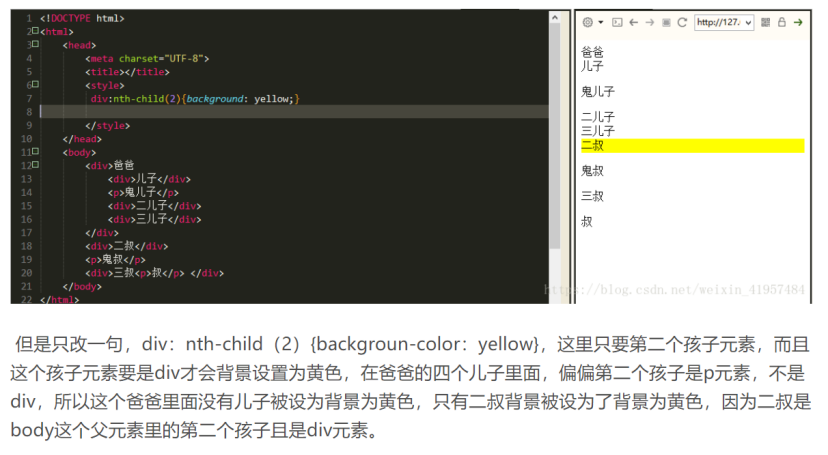 1 <!DOCTYPE html>
2 <html>
3 <head>
4 <meta charset="UTF-8">
5 <title></title>
6 <style>
7 div:nth-child(2){background: yellow;}
8
9 </style>
10 </head>
11 <body>
12 <div>爸爸
13 <div>儿子</div>
14 <p>鬼儿子</p>
15 <div>二儿子</div>
16 <div>三儿子</div>
17 </div>
18 <div>二叔</div>
19 <p>鬼叔</p>
20 <div>三叔<p>叔</p> </div>
21 </body>
22 </html>
http://127.
爸爸
儿子
鬼儿子
二儿子
三儿子
二叔
鬼叔
三叔
叔
https://blog.csdn.net/weixin_41957484
但是只改一句，div：nth-child（2）{backgroun-color：yellow}，这里只要第二个孩子元素，而且
这个孩子元素要是div才会背景设置为黄色，在爸爸的四个儿子里面，偏偏第二个孩子是p元素，不是
div，所以这个爸爸里面没有儿子被设为背景为黄色，只有二叔背景被设为了背景为黄色，因为二叔是
body这个父元素里的第二个孩子且是div元素。